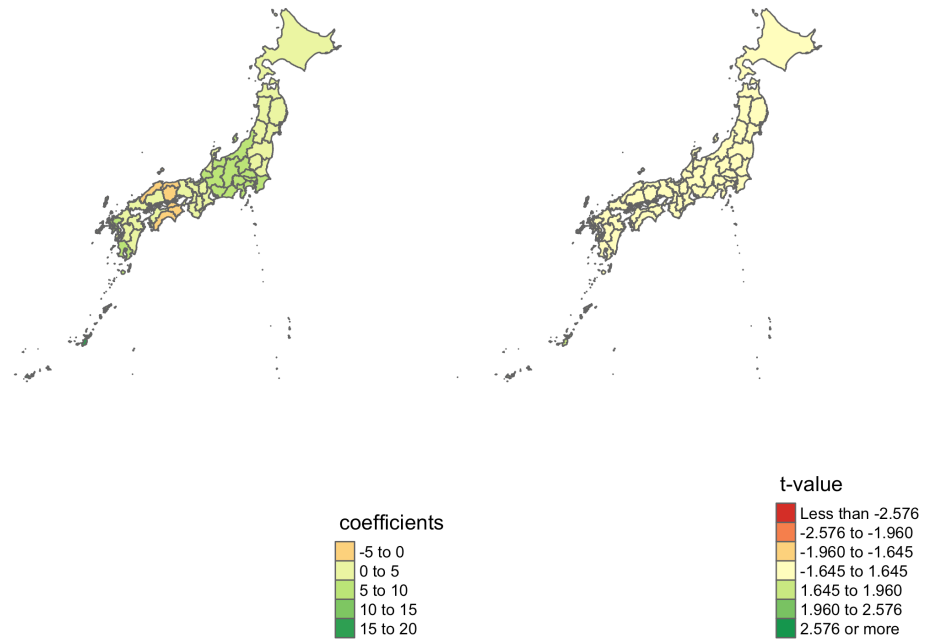 coefficients
-5 to 0
0 to 5
5 to 10
10 to 15
15 to 20
t-value
Less than -2.576
-2.576 to -1.960
-1.960 to -1.645
-1.645 to 1.645
1.645 to 1.960
1.960 to 2.576
2.576 or more